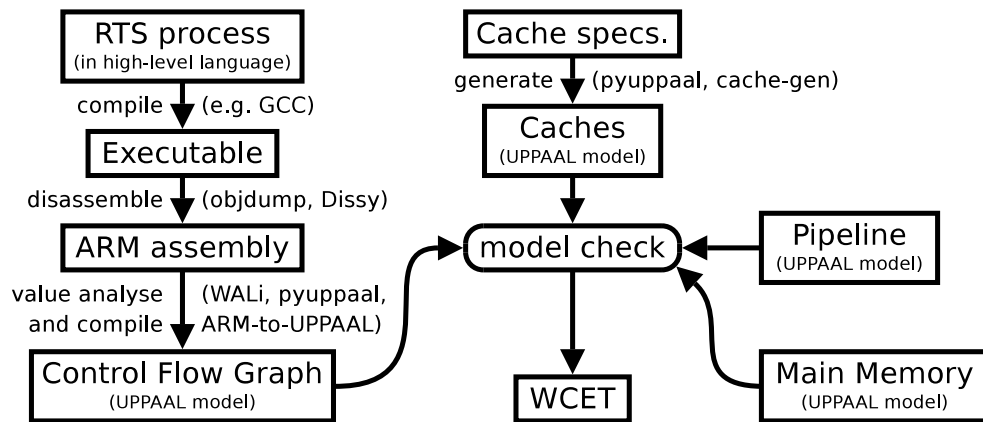 RTS process
(in high-level language)
compile (e.g. GCC)
Executable
disassemble (objdump, Dissy)
ARM assembly
value analyse (WALi, pyuppaal,
and compile ARM-to-UPPAAL)
Control Flow Graph
(UPPAAL model)
Cache specs.
generate (pyuppaal, cache-gen)
Caches
(UPPAAL model)
model check
WCET
Pipeline
(UPPAAL model)
Main Memory
(UPPAAL model)